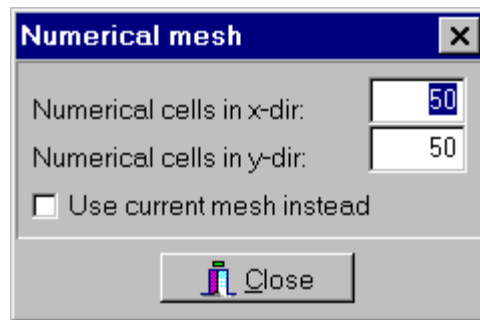 Numerical mesh
Numerical cells in x-dir: 50
Numerical cells in y-dir: 50
Use current mesh instead
Close